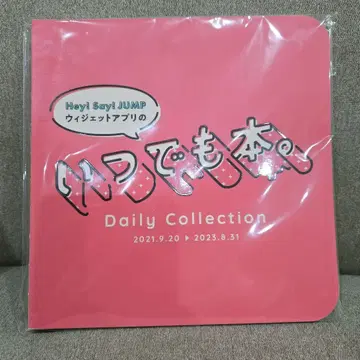 Hey! Say! JUMP
ウィジェットアプリの
いつでも本。
Daily Collection
2021.9.20 ▶ 2023.8.31